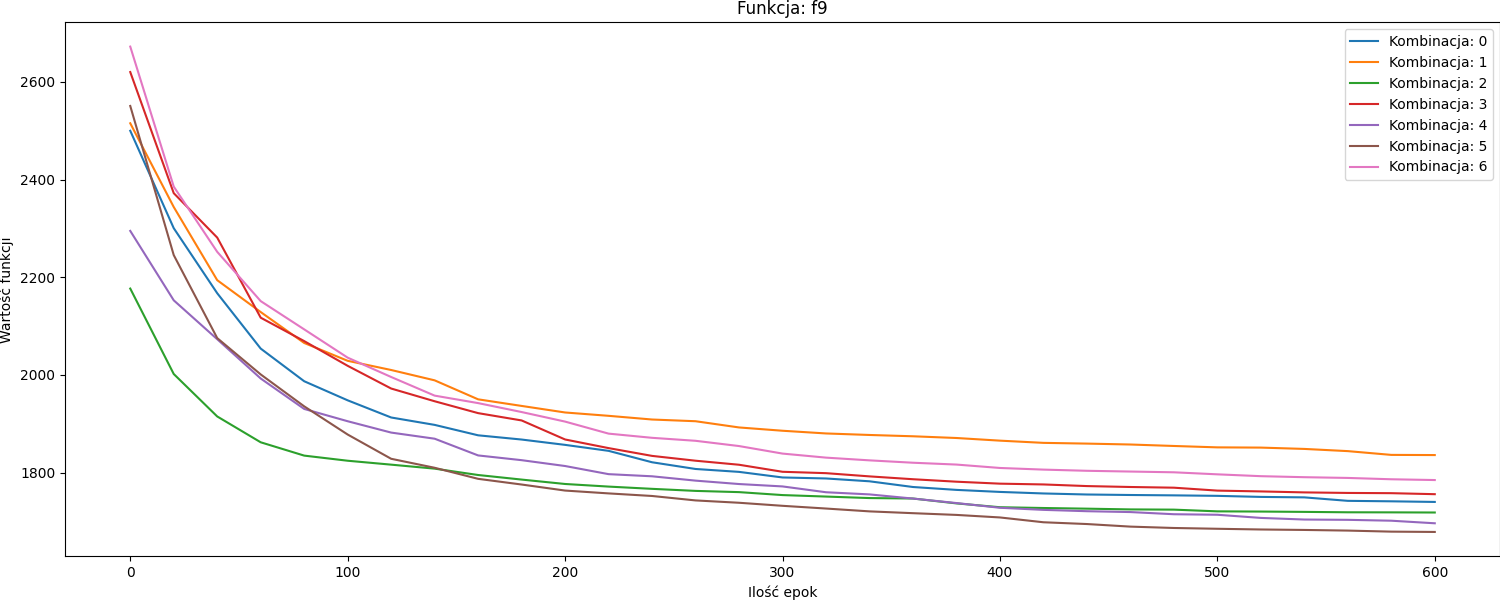 Funkcja: f9
Kombinacja: 0
Kombinacja: 1
Kombinacja: 2
Kombinacja: 3
Kombinacja: 4
Kombinacja: 5
Kombinacja: 6
Wartość funkcji
2600
2400
2200
2000
1800
0 100 200 300 400 500 600
Ilość epok